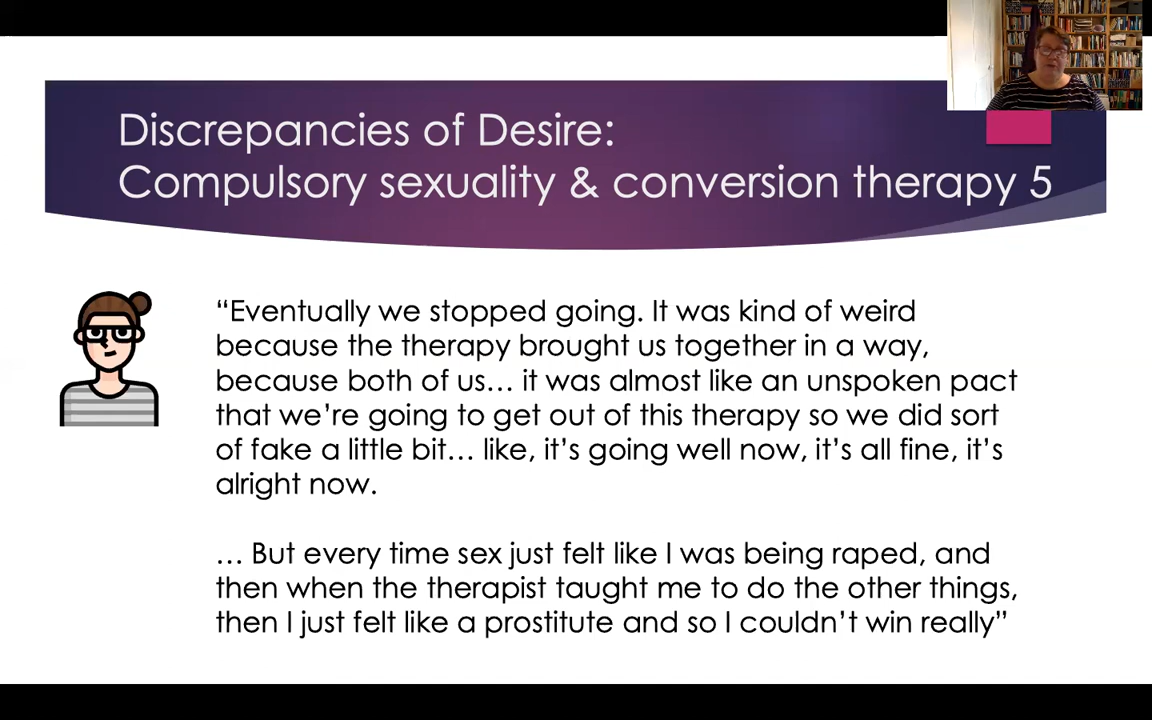 Discrepancies of Desire:
Compulsory sexuality & conversion therapy 5
“Eventually we stopped going. It was kind of weird
because the therapy brought us together in a way,
because both of us… it was almost like an unspoken pact
that we’re going to get out of this therapy so we did sort
of fake a little bit… like, it’s going well now, it’s all fine, it’s
alright now.
… But every time sex just felt like I was being raped, and
then when the therapist taught me to do the other things,
then I just felt like a prostitute and so I couldn’t win really”